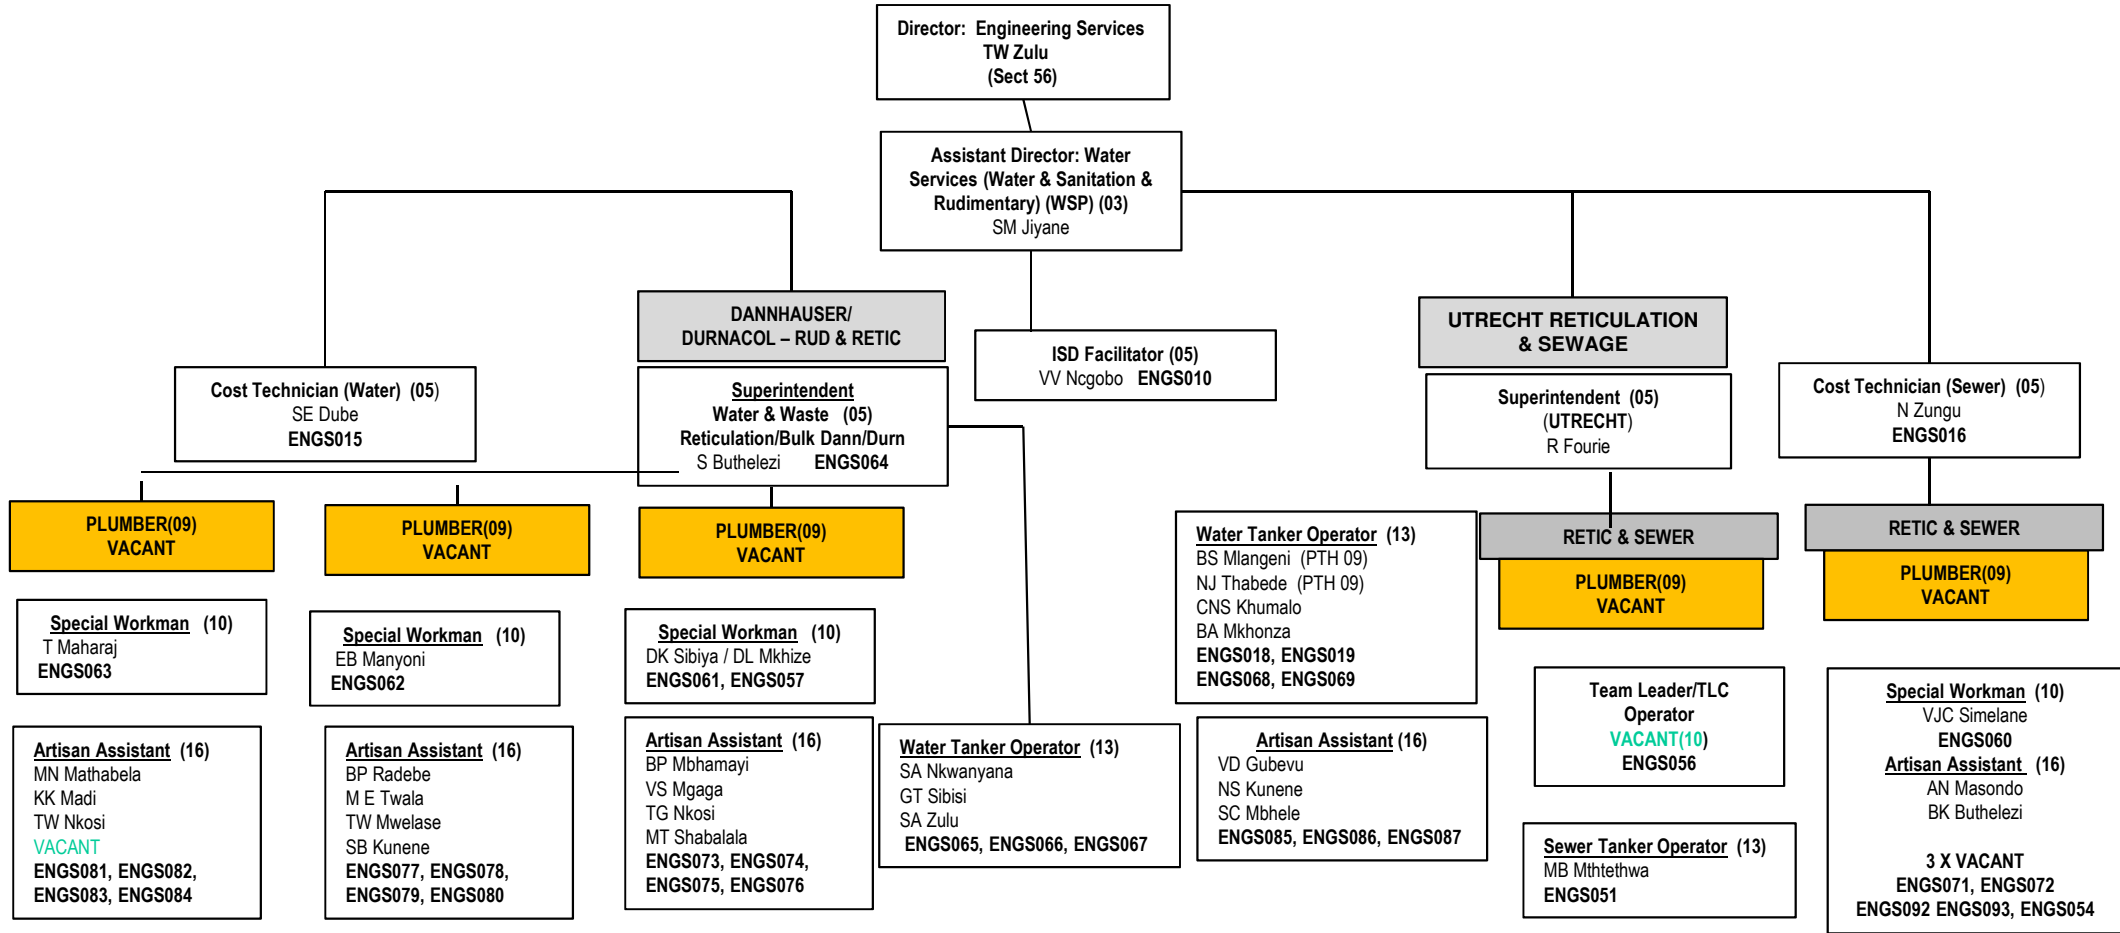 Director: Engineering Services
TW Zulu
(Sect 56)
Assistant Director: Water
Services (Water & Sanitation &
Rudimentary) (WSP) (03)
SM Jiyane
DANNHAUSER/
DURNACOL – RUD & RETIC
ISD Facilitator (05)
VV Ncgobo ENGS010
UTRECHT RETICULATION
& SEWAGE
Cost Technician (Water) (05)
SE Dube
ENGS015
Superintendent
Water & Waste (05)
Reticulation/Bulk Dann/Durn
S Buthelezi ENGS064
Superintendent (05)
(UTRECHT)
R Fourie
Cost Technician (Sewer) (05)
N Zungu
ENGS016
PLUMBER(09)
VACANT
PLUMBER(09)
VACANT
PLUMBER(09)
VACANT
Water Tanker Operator (13)
BS Mlangeni (PTH 09)
NJ Thabede (PTH 09)
CNS Khumalo
BA Mkhonza
ENGS018, ENGS019
ENGS068, ENGS069
RETIC & SEWER
PLUMBER(09)
VACANT
RETIC & SEWER
PLUMBER(09)
VACANT
Special Workman (10)
T Maharaj
ENGS063
Special Workman (10)
EB Manyoni
ENGS062
Special Workman (10)
DK Sibiya / DL Mkhize
ENGS061, ENGS057
Team Leader/TLC
Operator
VACANT(10)
ENGS056
Special Workman (10)
VJC Simelane
ENGS060
Artisan Assistant (16)
AN Masondo
BK Buthelezi
3 X VACANT
ENGS071, ENGS072
ENGS092 ENGS093, ENGS054
Artisan Assistant (16)
MN Mathabela
KK Madi
TW Nkosi
VACANT
ENGS081, ENGS082,
ENGS083, ENGS084
Artisan Assistant (16)
BP Radebe
M E Twala
TW Mwelase
SB Kunene
ENGS077, ENGS078,
ENGS079, ENGS080
Artisan Assistant (16)
BP Mbhamayi
VS Mgaga
TG Nkosi
MT Shabalala
ENGS073, ENGS074,
ENGS075, ENGS076
Water Tanker Operator (13)
SA Nkwanyana
GT Sibisi
SA Zulu
ENGS065, ENGS066, ENGS067
Artisan Assistant (16)
VD Gubevu
NS Kunene
SC Mbhele
ENGS085, ENGS086, ENGS087
Sewer Tanker Operator (13)
MB Mthtethwa
ENGS051